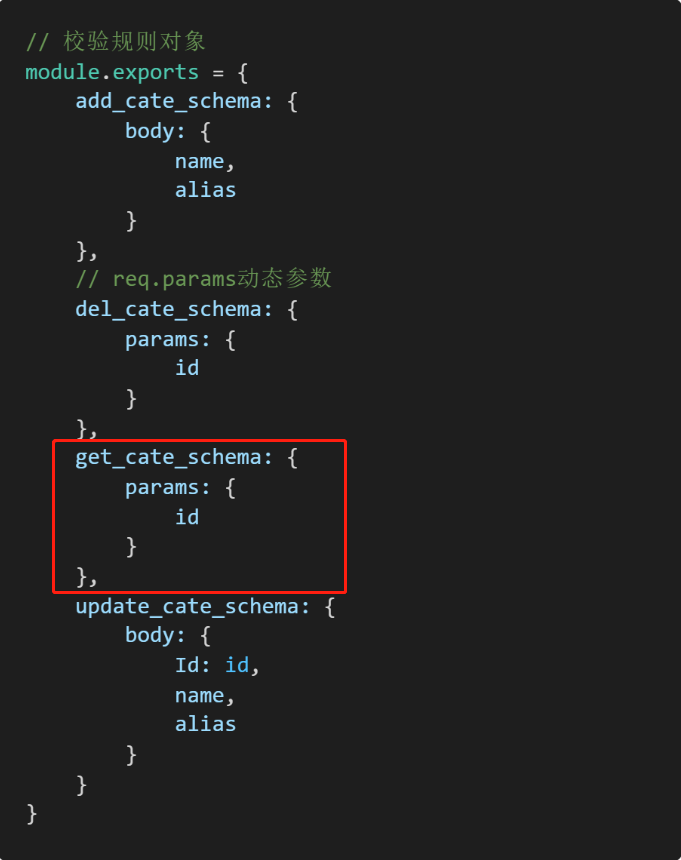 // 校验规则对象
module.exports = {
    add_cate_schema: {
        body: {
            name,
            alias
        }
    },
    // req.params动态参数
    del_cate_schema: {
        params: {
            id
        }
    },
    get_cate_schema: {
        params: {
            id
        }
    },
    update_cate_schema: {
        body: {
            Id: id,
            name,
            alias
        }
    }
}